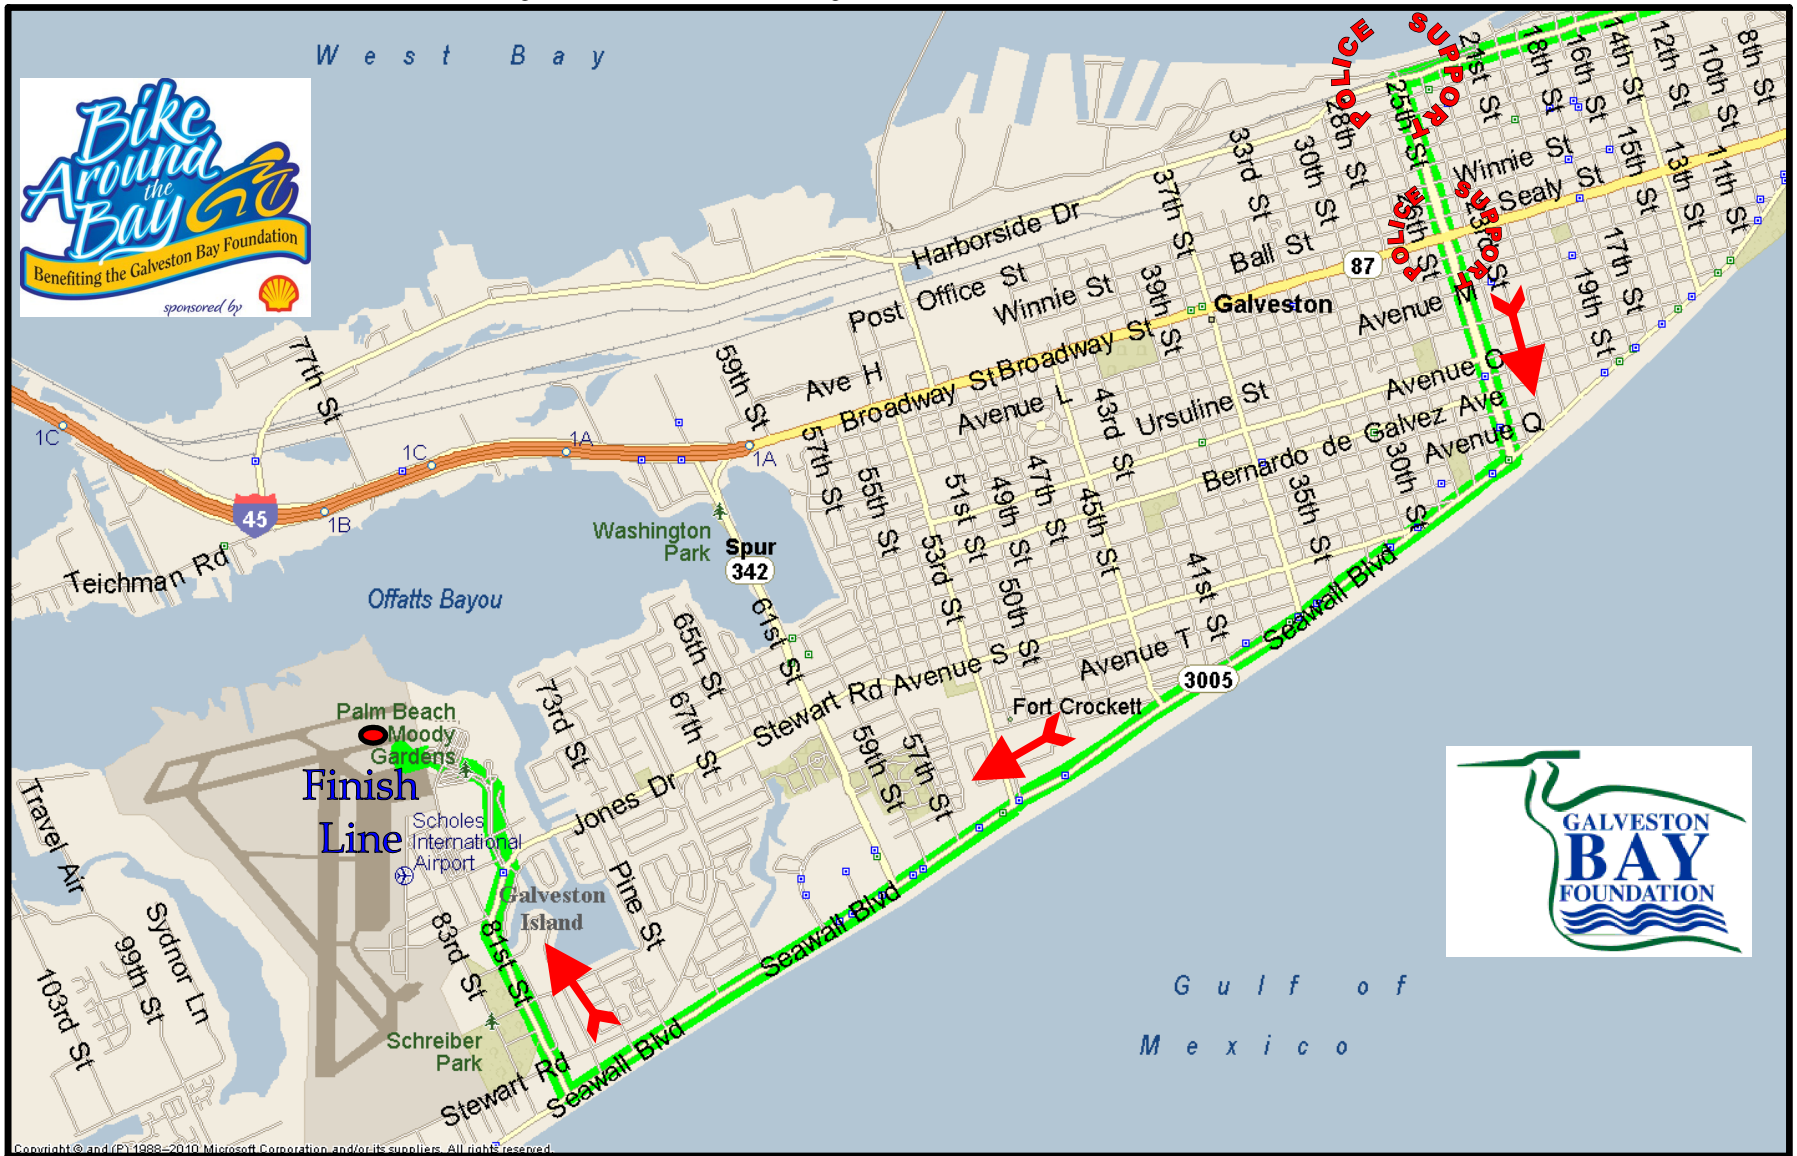 West Bay
Bike
Around
the
Bay
Benefiting the Galveston Bay Foundation
sponsored by
POLICE SUPPORT
21st St
18th St
16th St
14th St
12th St
10th St
8th St
25th St
28th St
30th St
33rd St
37th St
15th St
13th St
11th St
Winnie St
Sealy St
POLICE SUPPORT
26th St
23rd St
17th St
19th St
Harborside Dr
Ball St
87
Post Office St
Winnie St
39th St
Galveston
Avenue M
77th St
59th St
Ave H
Broadway St
Broadway St
Avenue O
Avenue L
43rd St
Ursuline St
Bernardo de Galvez Ave
Avenue Q
1C
1C
1A
1A
1B
45
57th St
55th St
51st St
49th St
47th St
45th St
35th St
30th St
Washington
Park
Spur
342
Teichman Rd
Offatts Bayou
53rd St
50th St
41st St
61st St
65th St
67th St
73rd St
Stewart Rd
Avenue S
Avenue T
Seawall Blvd
3005
Fort Crockett
Palm Beach
Moody
Gardens
Finish
Line
Scholes
International
Airport
Jones Dr
59th St
57th St
Travel Air
Sydnor Ln
99th St
103rd St
83rd St
81st St
Galveston
Island
Pine St
Seawall Blvd
Schreiber
Park
Stewart Rd
Seawall Blvd
GALVESTON
BAY
FOUNDATION
Gulf of
Mexico
Copyright © and (P) 1988–2010 Microsoft Corporation and/or its suppliers. All rights reserved.